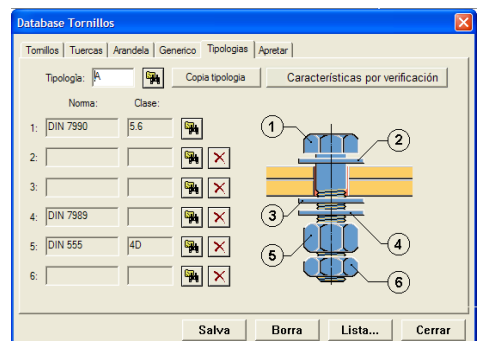 Database Tornillos
Tornillos Tuercas Arandela Generico Tipologias Apretar
Tipologìa: A Copia tipologia Características por verificación
Norma: Clase:
1: DIN 7990 5.6
2:
3:
4: DIN 7989
5: DIN 555 4D
6:
1
2
3
4
5
6
Salva Borra Lista... Cerrar